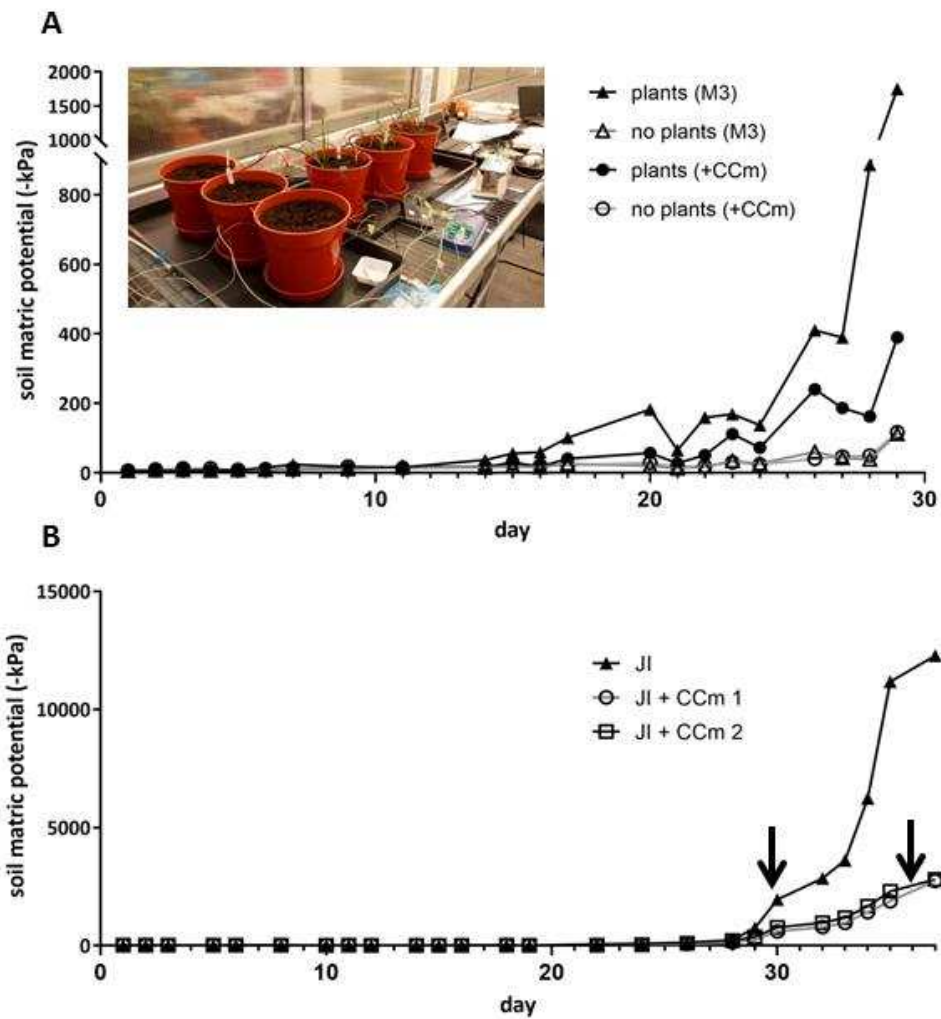 A
2000
1500
1000
800
600
400
200
0
soil matric potential (-kPa)
plants (M3)
no plants (M3)
plants (+CCm)
no plants (+CCm)
0 10 20 30
day
B
15000
10000
5000
0
soil matric potential (-kPa)
JI
JI + CCm 1
JI + CCm 2
0 10 20 30
day